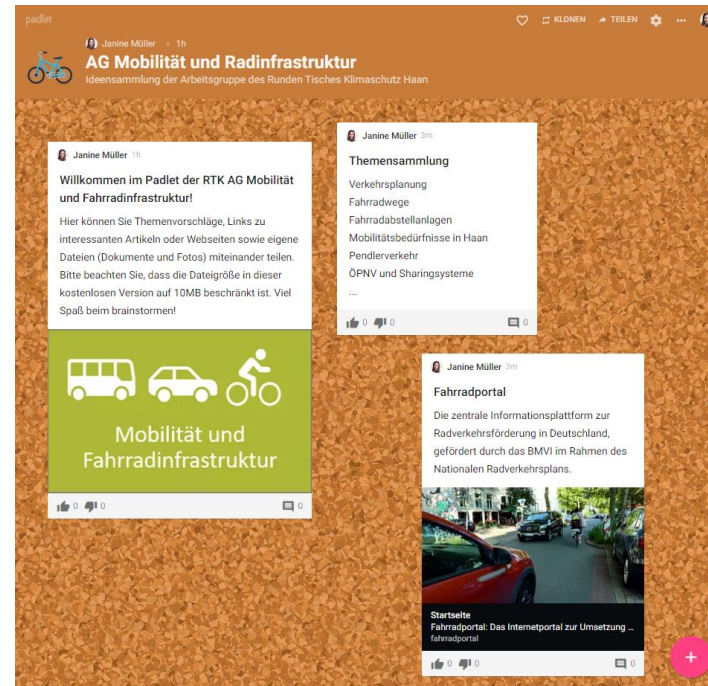 padlet
KLONEN
TEILEN
Janine Müller • 1h
AG Mobilität und Radinfrastruktur
Ideensammlung der Arbeitsgruppe des Runden Tisches Klimaschutz Haan
Janine Müller 1h
Willkommen im Padlet der RTK AG Mobilität
und Fahrradinfrastruktur!
Hier können Sie Themenvorschläge, Links zu
interessanten Artikeln oder Webseiten sowie eigene
Dateien (Dokumente und Fotos) miteinander teilen.
Bitte beachten Sie, dass die Dateigröße in dieser
kostenlosen Version auf 10MB beschränkt ist. Viel
Spaß beim brainstormen!
Mobilität und
Fahrradinfrastruktur
0 0 0
Janine Müller 3m
Themensammlung
Verkehrsplanung
Fahrradwege
Fahrradabstellanlagen
Mobilitätsbedürfnisse in Haan
Pendlerverkehr
ÖPNV und Sharingsysteme
...
0 0 0
Janine Müller 3m
Fahrradportal
Die zentrale Informationsplattform zur
Radverkehrsförderung in Deutschland,
gefördert durch das BMVI im Rahmen des
Nationalen Radverkehrsplans.
Startseite
Fahrradportal: Das Internetportal zur Umsetzung ...
fahrradportal
0 0 0